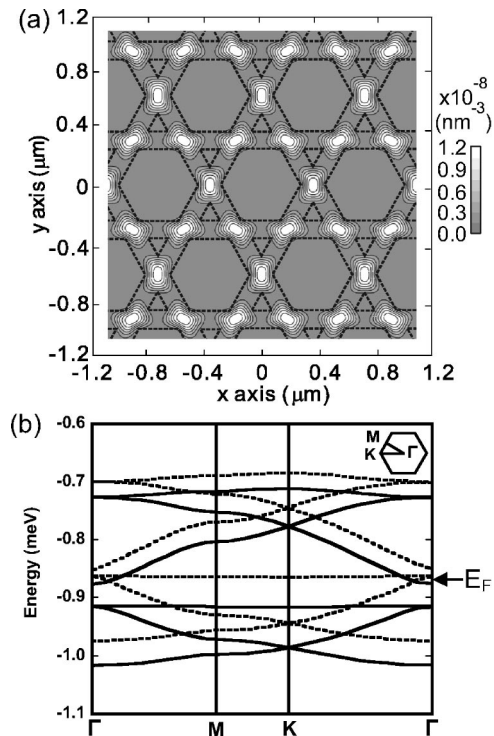 (a)
1.2
0.8
0.4
0
-0.4
-0.8
-1.2
y axis (μm)
-1.2 -0.8 -0.4 0 0.4 0.8 1.2
x axis (μm)
x10-8
(nm-3)
1.2
0.9
0.6
0.3
0.0
(b)
-0.6
-0.7
-0.8
-0.9
-1.0
-1.1
Energy (meV)
M
K
Γ
EF
Γ M K Γ